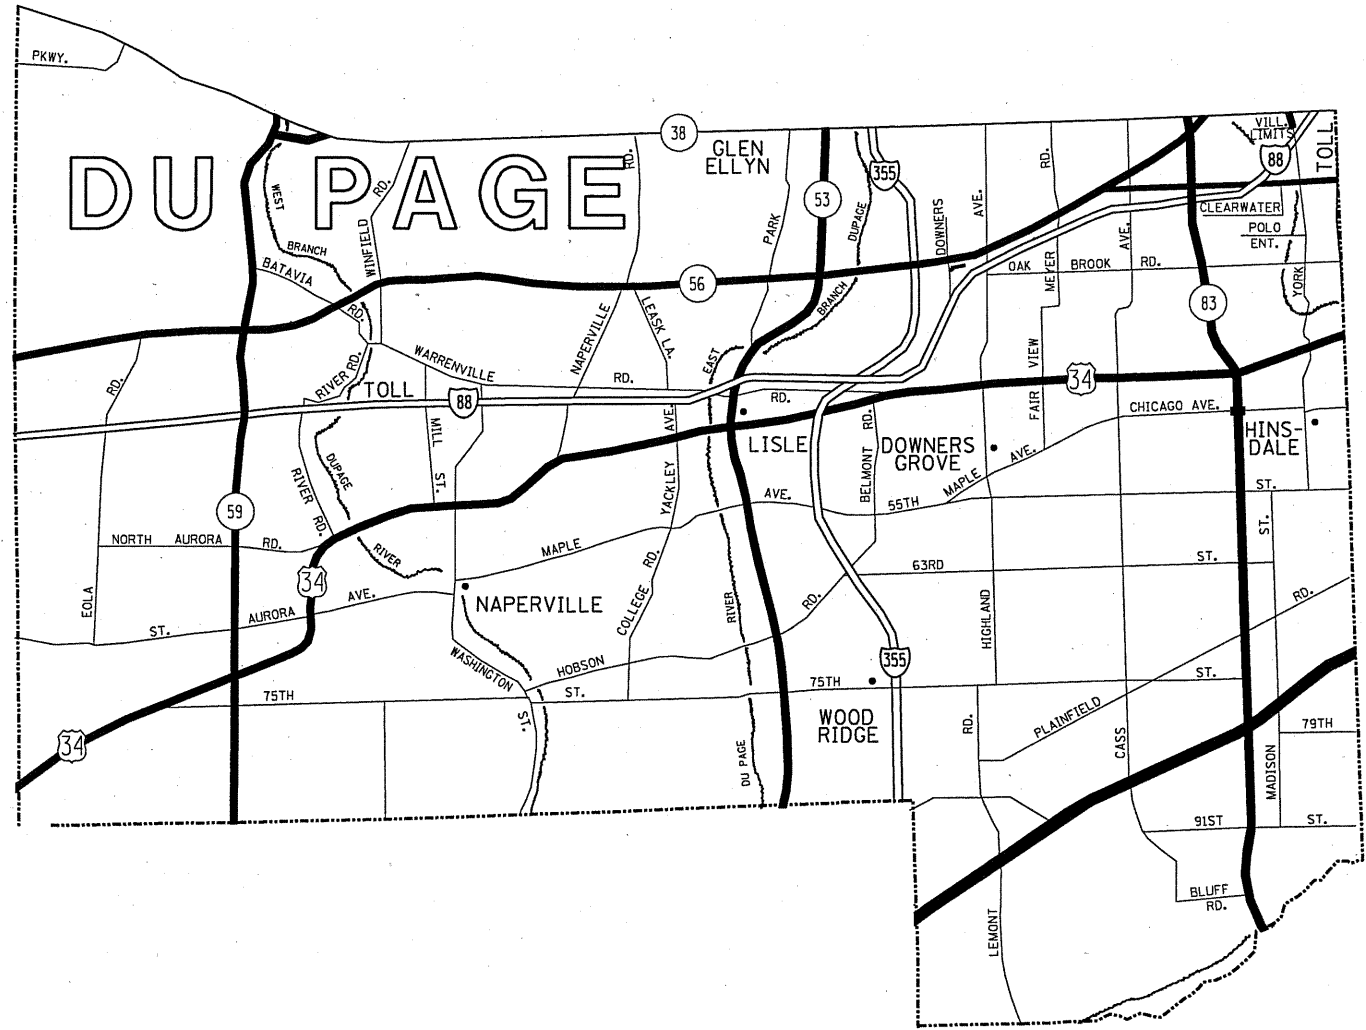 PKWY.
DU PAGE
38
GLEN
ELLYN
VILL.
LIMITS
TOLL
88
355
53
RD.
WEST
BRANCH
BATAVIA
RD.
WINFIELD
RD.
PARK
DUPAGE
BRANCH
DOWNERS
AVE.
RD.
CLEARWATER
POLO
ENT.
YORK
56
OAK BROOK RD.
MEYER
AVE.
83
NAPERVILLE
LEASK LA.
EAST
FAIR VIEW
34
RD.
RIVER RD.
WARRENVILLE
RD.
TOLL
88
RD.
CHICAGO AVE.
HINS-
DALE
LISLE
DOWNERS
GROVE
MAPLE AVE.
MILL
ST.
DUPAGE
RIVER
RD.
YACKLEY
AVE.
BELMONT RD.
55TH
ST.
59
NORTH AURORA RD.
RIVER
MAPLE
AVE.
63RD
ST.
ST.
34
EOLA
ST.
AURORA
AVE.
NAPERVILLE
COLLEGE RD.
RIVER
RD.
HIGHLAND
RD.
WASHINGTON
ST.
HOBSON
355
75TH
ST.
75TH
ST.
WOOD
RIDGE
RD.
PLAINFIELD
CASS
79TH
34
DU PAGE
MADISON
91ST
ST.
BLUFF
RD.
LEMONT